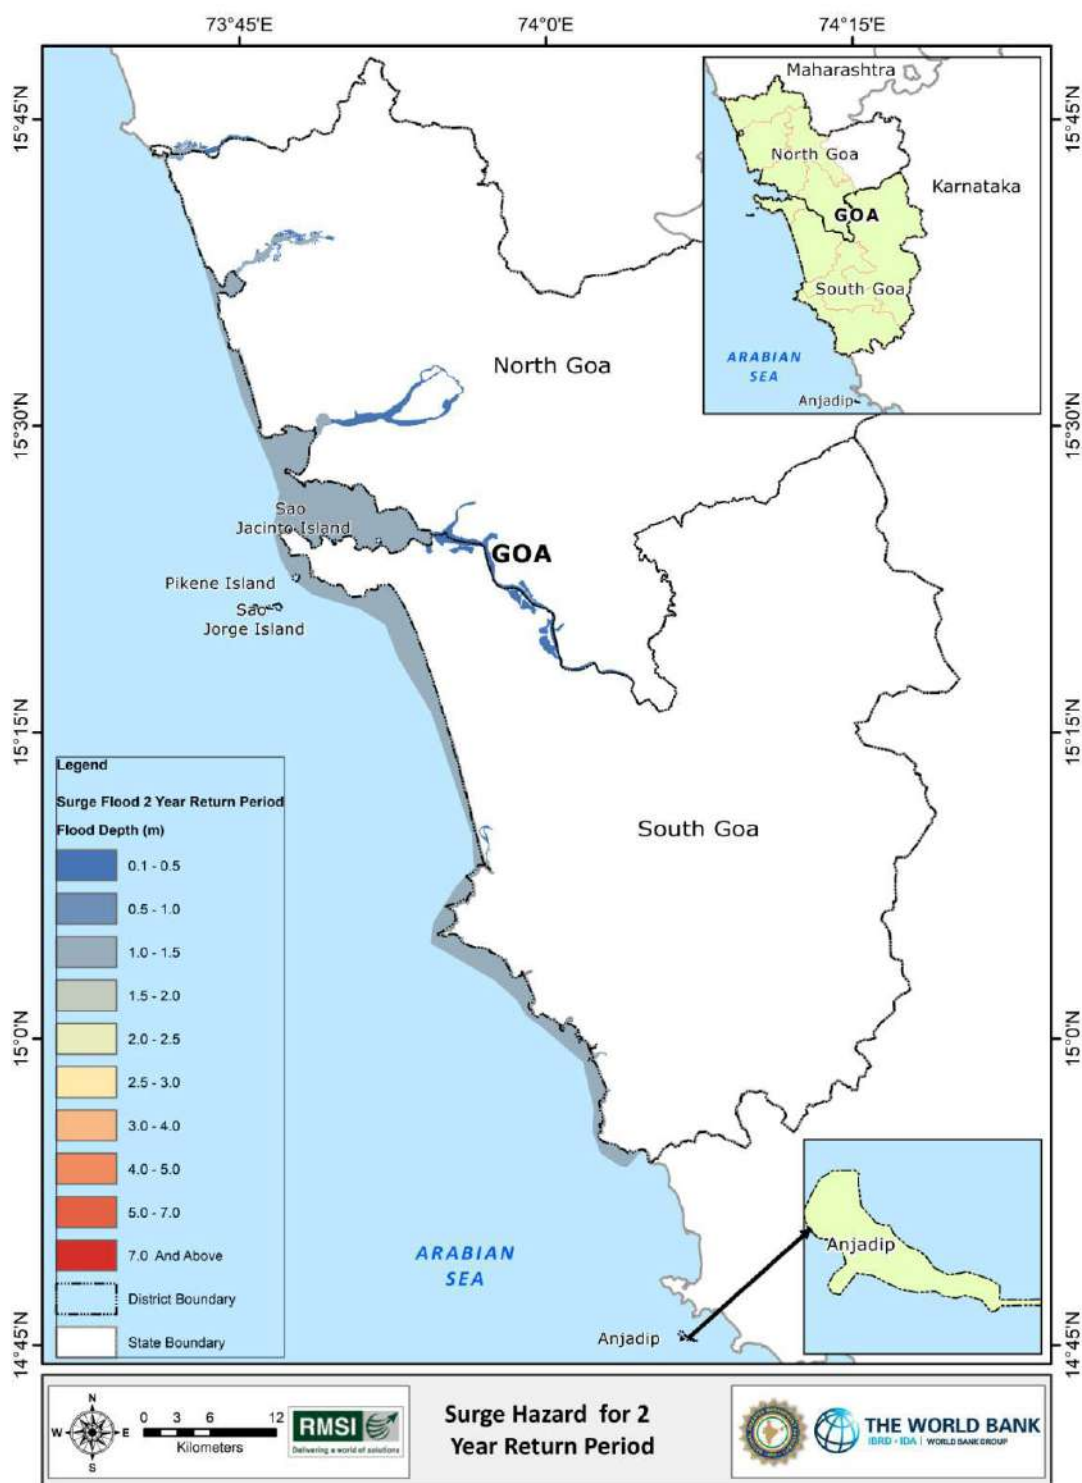 73°45'E
74°0'E
74°15'E
15°45'N
15°45'N
Maharashtra
North Goa
Karnataka
GOA
South Goa
ARABIAN
SEA
Anjadip
North Goa
15°30'N
15°30'N
Sao
Jacinto Island
GOA
Pikene Island
Sao
Jorge Island
15°15'N
15°15'N
South Goa
Legend
Surge Flood 2 Year Return Period
Flood Depth (m)
0.1 - 0.5
0.5 - 1.0
1.0 - 1.5
1.5 - 2.0
2.0 - 2.5
2.5 - 3.0
3.0 - 4.0
4.0 - 5.0
5.0 - 7.0
7.0 And Above
District Boundary
State Boundary
15°0'N
15°0'N
ARABIAN
SEA
Anjadip
Anjadip
14°45'N
14°45'N
N
W E
S
0 3 6 12
Kilometers
RMSI
Delivering a world of solutions
Surge Hazard for 2
Year Return Period
THE WORLD BANK
IBRD • IDA | WORLD BANK GROUP